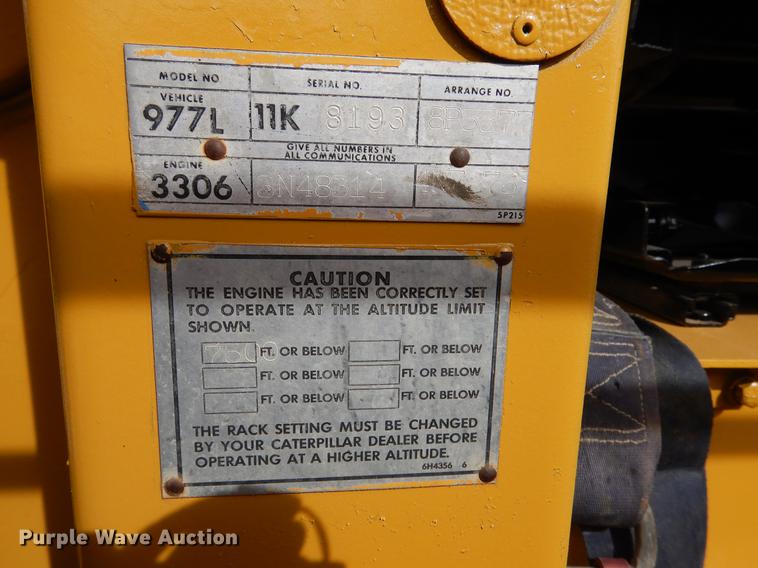 MODEL NO SERIAL NO. ARRANGE NO.
VEHICLE
977L 11K 8193
GIVE ALL NUMBERS IN
ALL COMMUNICATIONS
ENGINE
3306
5P215
CAUTION
THE ENGINE HAS BEEN CORRECTLY SET
TO OPERATE AT THE ALTITUDE LIMIT
SHOWN.
7500 FT. OR BELOW FT. OR BELOW
FT. OR BELOW FT. OR BELOW
FT. OR BELOW FT. OR BELOW
THE RACK SETTING MUST BE CHANGED
BY YOUR CATERPILLAR DEALER BEFORE
OPERATING AT A HIGHER ALTITUDE.
6H4356 6
Purple Wave Auction